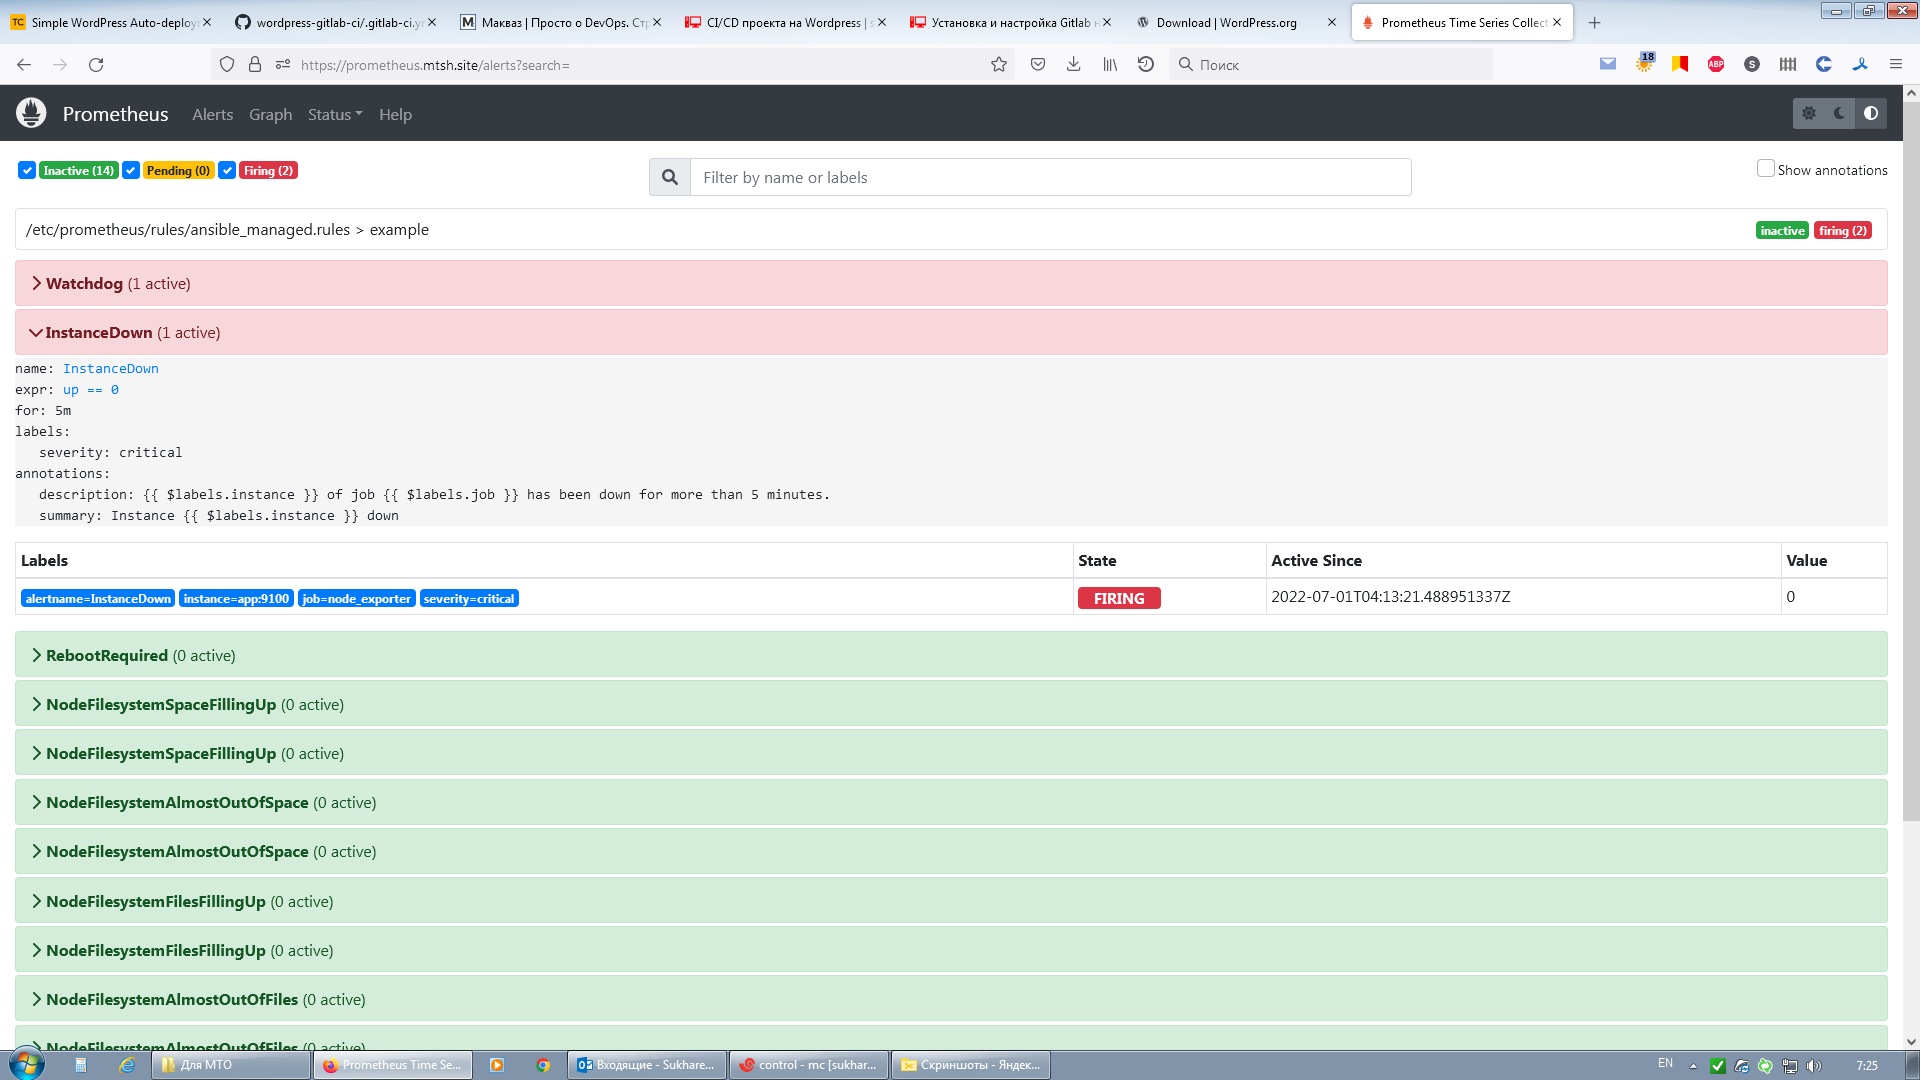 Simple WordPress Auto-deploy
wordpress-gitlab-ci/.gitlab-ci.y
Макваз | Просто о DevOps. Ст
CI/CD проекта на Wordpress | s
Установка и настройка Gitlab н
Download | WordPress.org
Prometheus Time Series Collect
https://prometheus.mtsh.site/alerts?search=
Поиск
18
ABP
S
Prometheus Alerts Graph Status Help
Inactive (14) Pending (0) Firing (2)
Filter by name or labels
Show annotations
/etc/prometheus/rules/ansible_managed.rules > example
inactive firing (2)
Watchdog (1 active)
InstanceDown (1 active)
name: InstanceDown
expr: up == 0
for: 5m
labels:
severity: critical
annotations:
description: {{ $labels.instance }} of job {{ $labels.job }} has been down for more than 5 minutes.
summary: Instance {{ $labels.instance }} down
Labels State Active Since Value
alertname=InstanceDown instance=app:9100 job=node_exporter severity=critical FIRING 2022-07-01T04:13:21.488951337Z 0
RebootRequired (0 active)
NodeFilesystemSpaceFillingUp (0 active)
NodeFilesystemSpaceFillingUp (0 active)
NodeFilesystemAlmostOutOfSpace (0 active)
NodeFilesystemAlmostOutOfSpace (0 active)
NodeFilesystemFilesFillingUp (0 active)
NodeFilesystemFilesFillingUp (0 active)
NodeFilesystemAlmostOutOfFiles (0 active)
NodeFilesystemAlmostOutOfFiles (0 active)
Для МТО
Prometheus Time Se...
Входящие - Sukhare...
control - mc [sukhar...
Скриншоты - Яндек...
EN
7:25